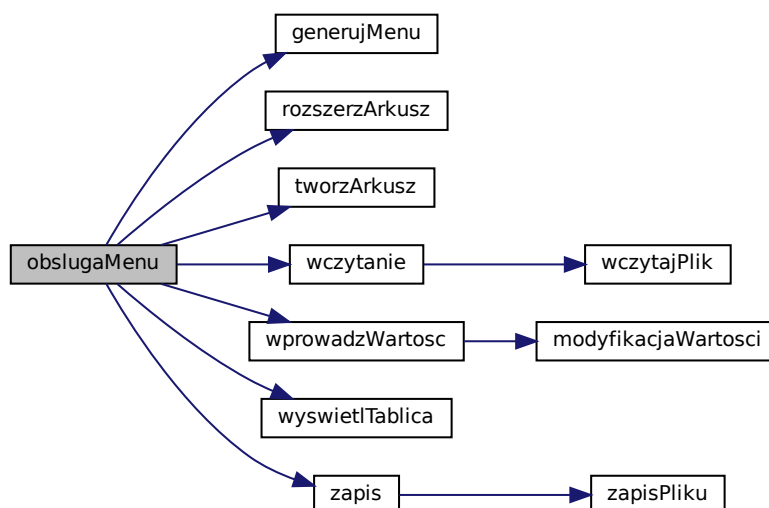 generujMenu
rozszerzArkusz
tworzArkusz
obslugaMenu
wczytanie
wczytajPlik
wprowadzWartosc
modyfikacjaWartosci
wyswietlTablica
zapis
zapisPliku